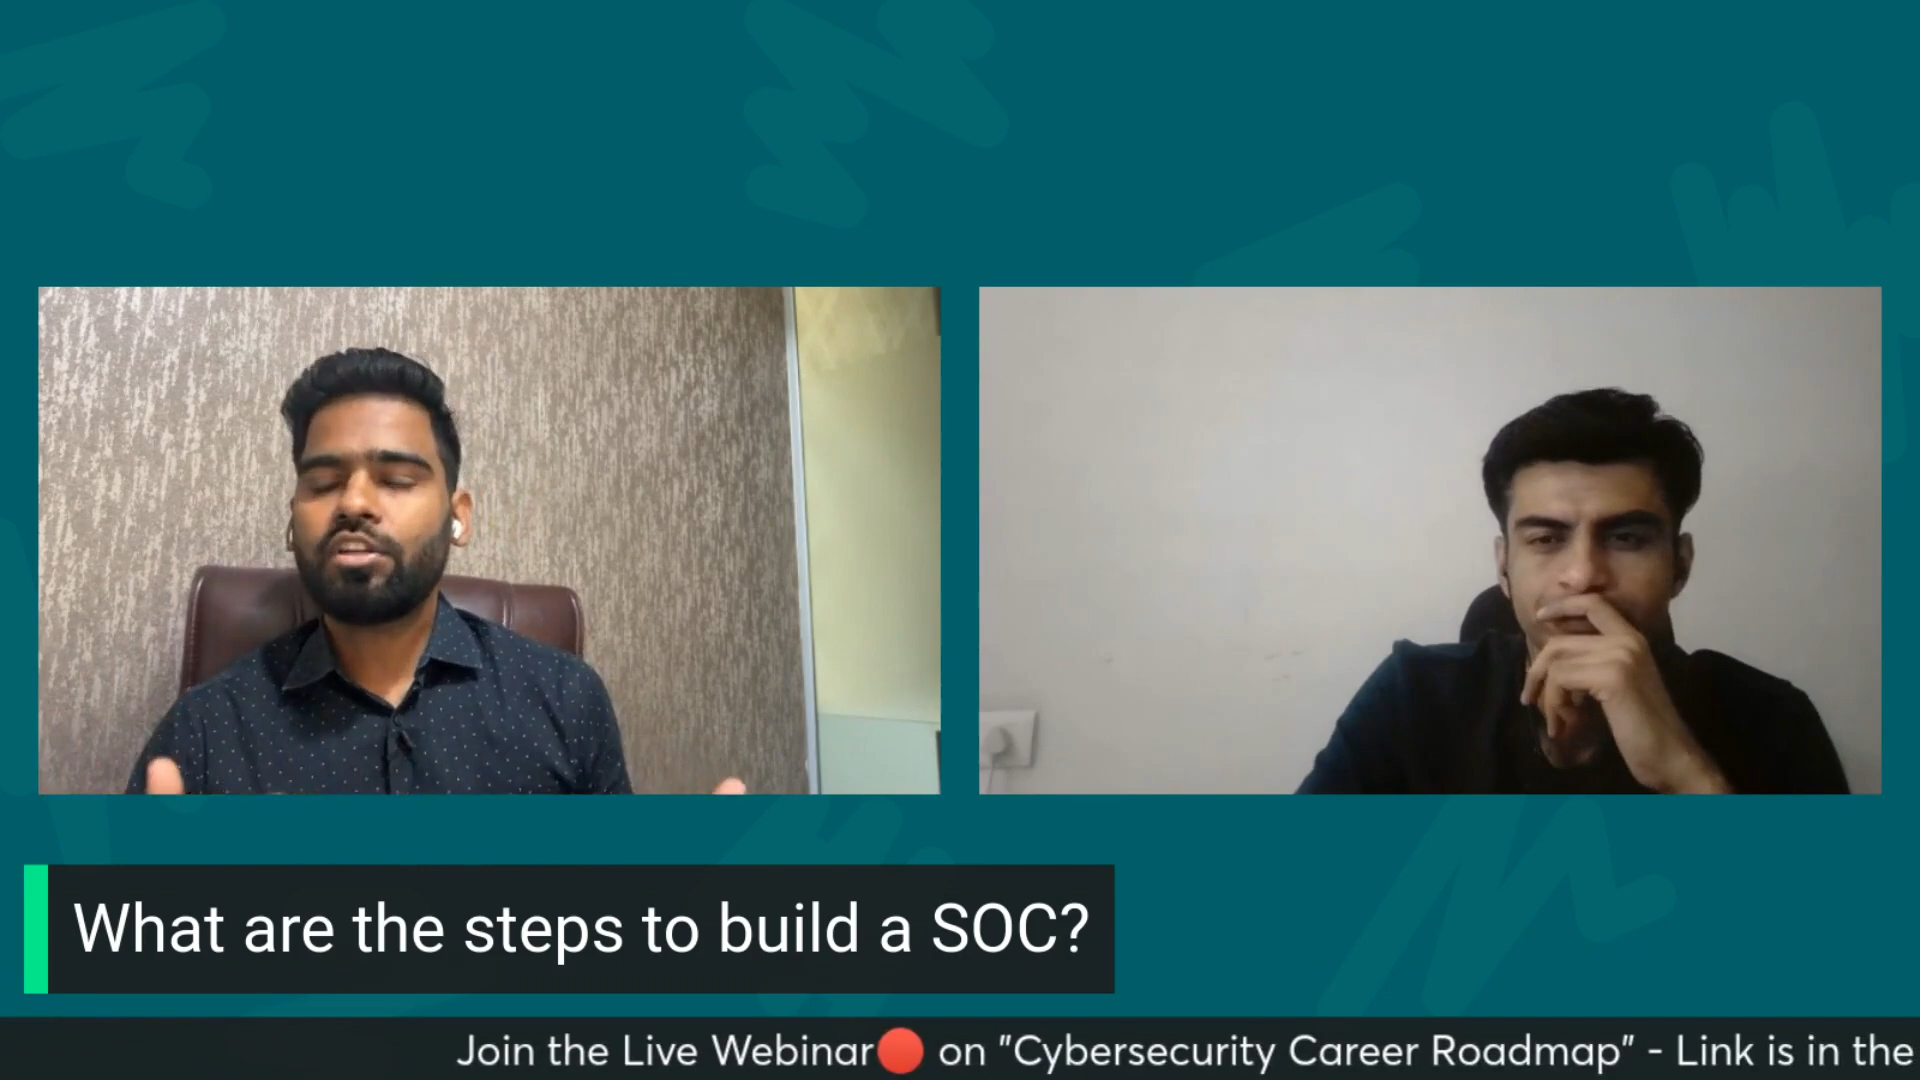 What are the steps to build a SOC?
Join the Live Webinar🔴 on "Cybersecurity Career Roadmap" - Link is in the